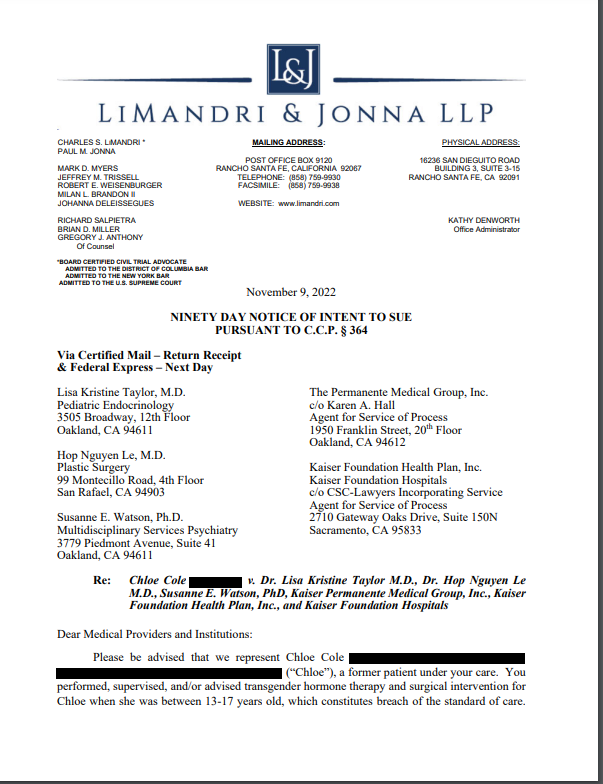 L&J
LiMANDRI & JONNA LLP
CHARLES S. LiMANDRI *
PAUL M. JONNA
MARK D. MYERS
JEFFREY M. TRISSELL
ROBERT E. WEISENBURGER
MILAN L. BRANDON II
JOHANNA DELEISSEGUES
RICHARD SALPIETRA
BRIAN D. MILLER
GREGORY J. ANTHONY
Of Counsel
*BOARD CERTIFIED CIVIL TRIAL ADVOCATE
ADMITTED TO THE DISTRICT OF COLUMBIA BAR
ADMITTED TO THE NEW YORK BAR
ADMITTED TO THE U.S. SUPREME COURT
MAILING ADDRESS:
POST OFFICE BOX 9120
RANCHO SANTA FE, CALIFORNIA 92067
TELEPHONE: (858) 759-9930
FACSIMILE: (858) 759-9938
WEBSITE: www.limandri.com
PHYSICAL ADDRESS:
16236 SAN DIEGUITO ROAD
BUILDING 3, SUITE 3-15
RANCHO SANTA FE, CA 92091
KATHY DENWORTH
Office Administrator
November 9, 2022
NINETY DAY NOTICE OF INTENT TO SUE
PURSUANT TO C.C.P. § 364
Via Certified Mail – Return Receipt
& Federal Express – Next Day
Lisa Kristine Taylor, M.D.
Pediatric Endocrinology
3505 Broadway, 12th Floor
Oakland, CA 94611
Hop Nguyen Le, M.D.
Plastic Surgery
99 Montecillo Road, 4th Floor
San Rafael, CA 94903
Susanne E. Watson, Ph.D.
Multidisciplinary Services Psychiatry
3779 Piedmont Avenue, Suite 41
Oakland, CA 94611
The Permanente Medical Group, Inc.
c/o Karen A. Hall
Agent for Service of Process
1950 Franklin Street, 20th Floor
Oakland, CA 94612
Kaiser Foundation Health Plan, Inc.
Kaiser Foundation Hospitals
c/o CSC-Lawyers Incorporating Service
Agent for Service of Process
2710 Gateway Oaks Drive, Suite 150N
Sacramento, CA 95833
Re: Chloe Cole v. Dr. Lisa Kristine Taylor M.D., Dr. Hop Nguyen Le
M.D., Susanne E. Watson, PhD, Kaiser Permanente Medical Group, Inc., Kaiser
Foundation Health Plan, Inc., and Kaiser Foundation Hospitals
Dear Medical Providers and Institutions:
Please be advised that we represent Chloe Cole
(“Chloe”), a former patient under your care. You
performed, supervised, and/or advised transgender hormone therapy and surgical intervention for
Chloe when she was between 13-17 years old, which constitutes breach of the standard of care.